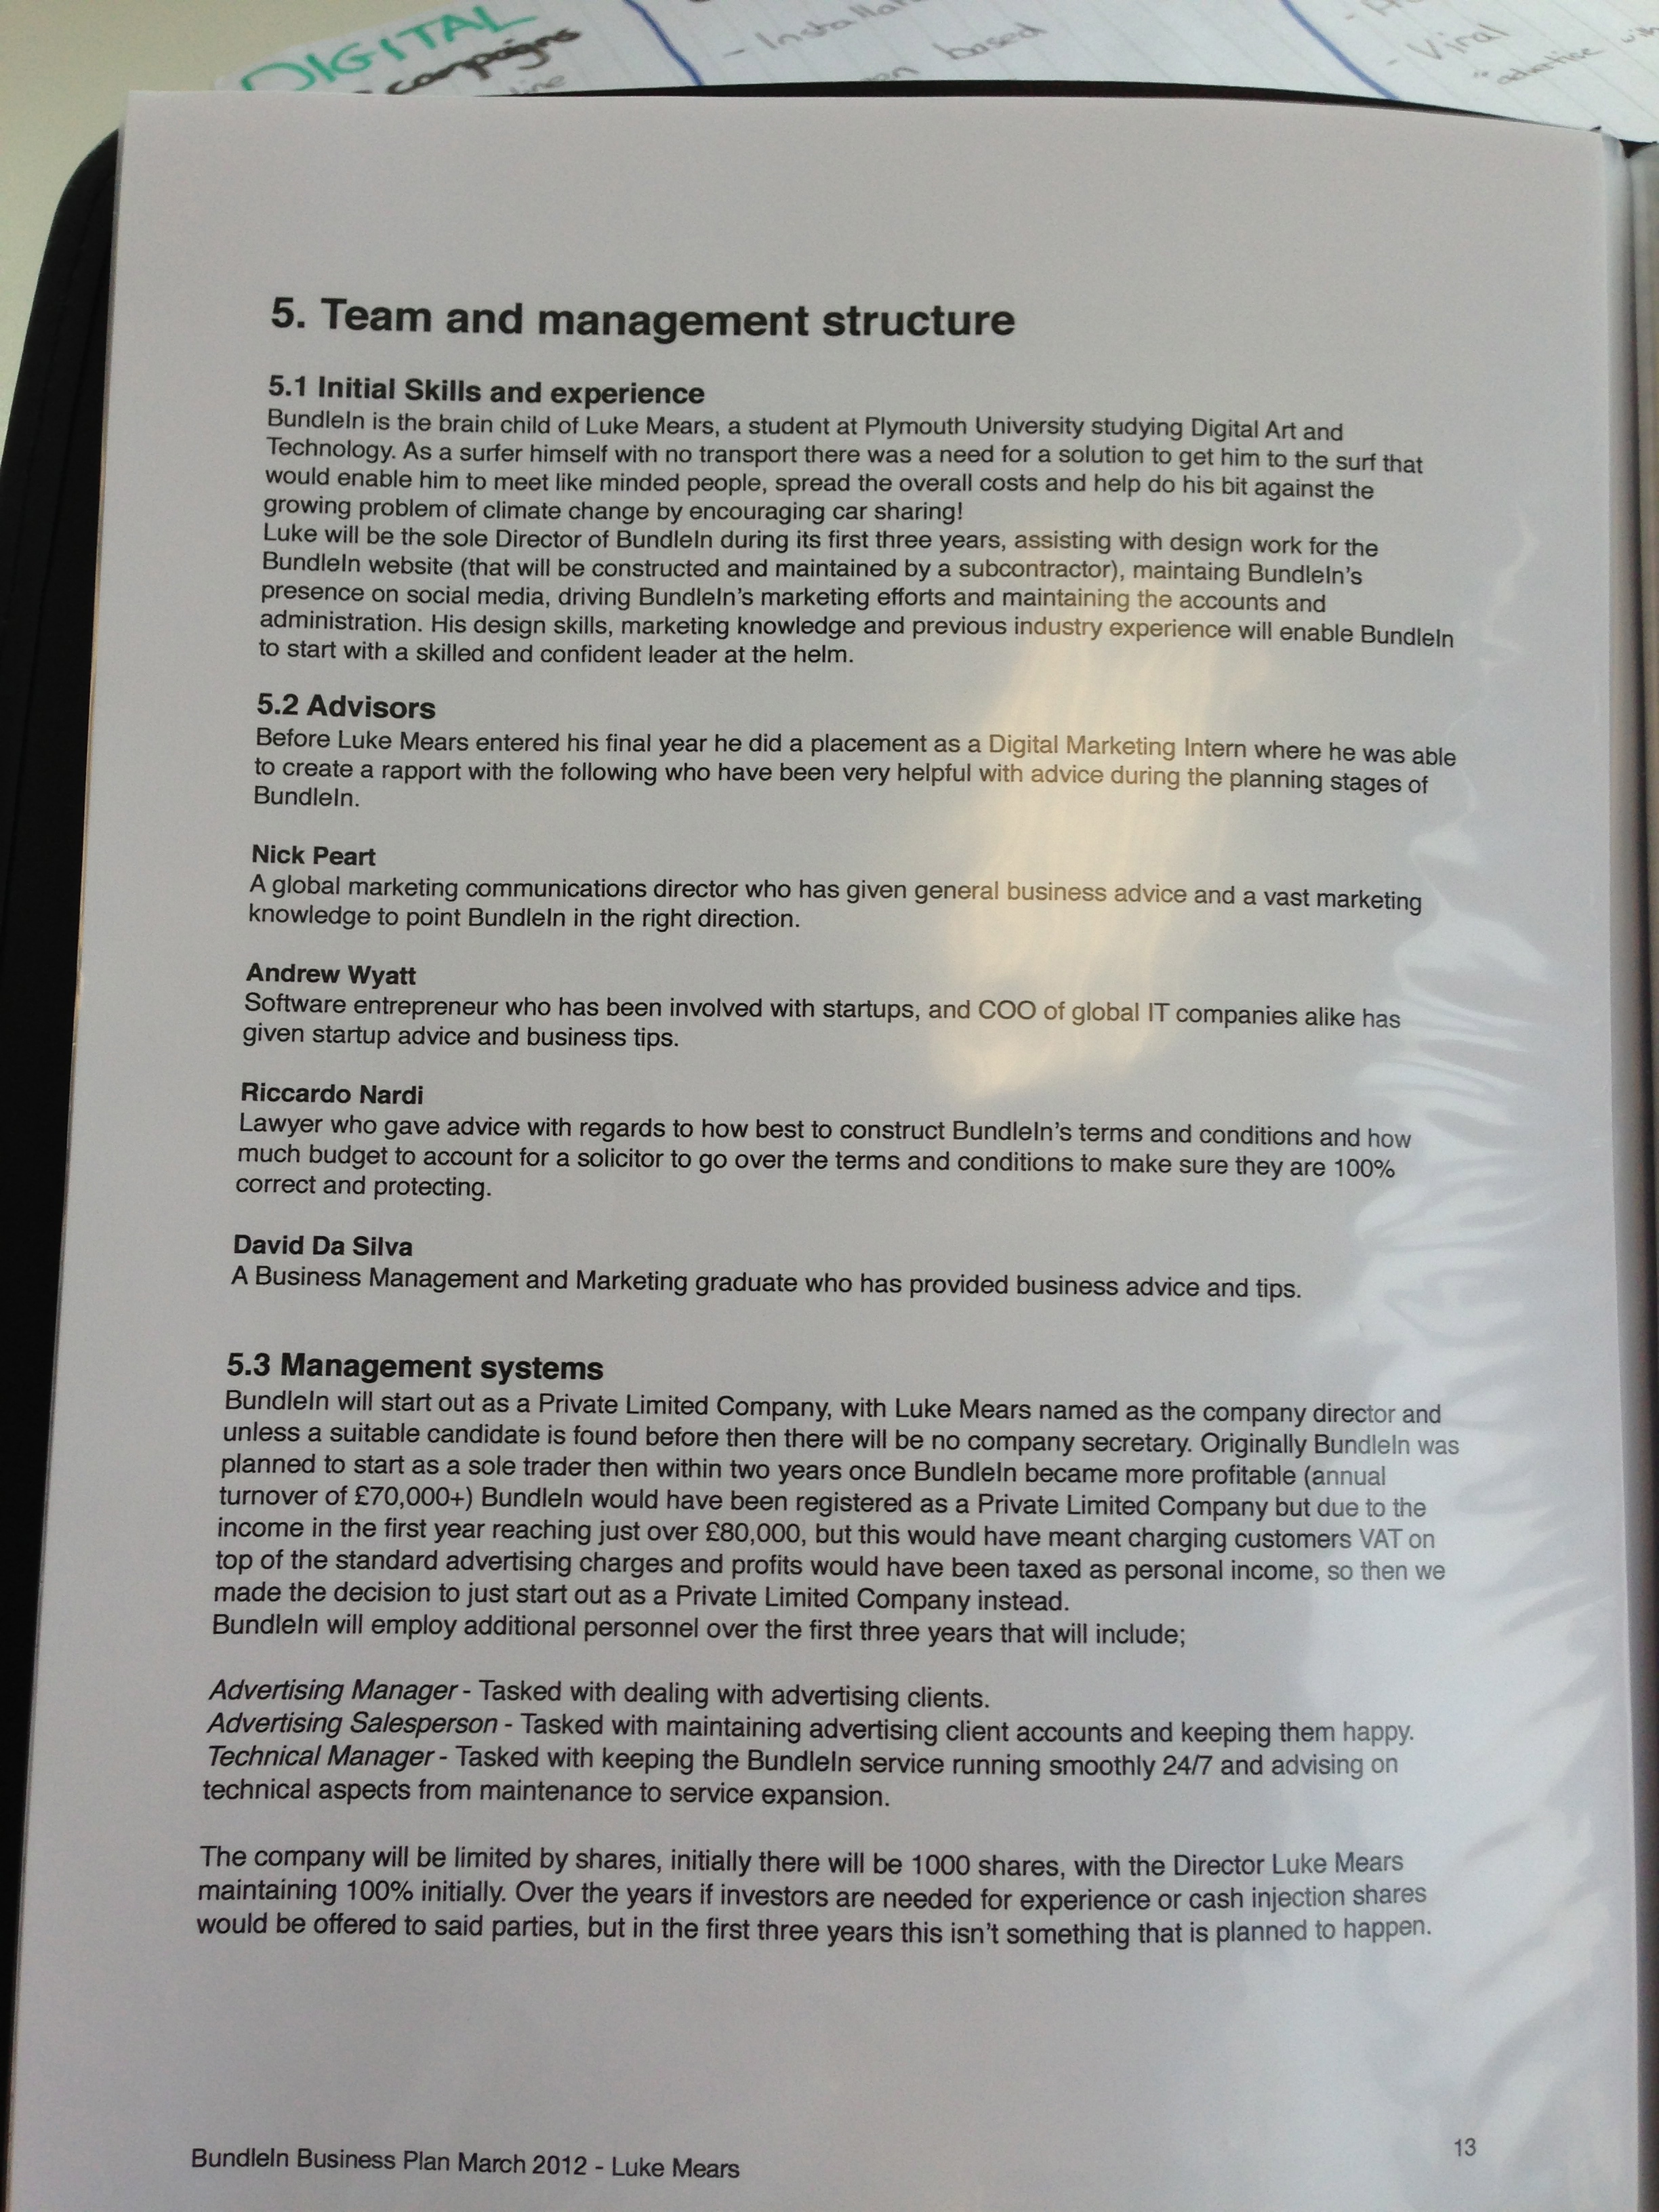 DIGITAL
campaigns
- Viral
based
5. Team and management structure
5.1 Initial Skills and experience
BundleIn is the brain child of Luke Mears, a student at Plymouth University studying Digital Art and
Technology. As a surfer himself with no transport there was a need for a solution to get him to the surf that
would enable him to meet like minded people, spread the overall costs and help do his bit against the
growing problem of climate change by encouraging car sharing!
Luke will be the sole Director of BundleIn during its first three years, assisting with design work for the
BundleIn website (that will be constructed and maintained by a subcontractor), maintaing BundleIn's
presence on social media, driving BundleIn's marketing efforts and maintaining the accounts and
administration. His design skills, marketing knowledge and previous industry experience will enable BundleIn
to start with a skilled and confident leader at the helm.
5.2 Advisors
Before Luke Mears entered his final year he did a placement as a Digital Marketing Intern where he was able
to create a rapport with the following who have been very helpful with advice during the planning stages of
BundleIn.
Nick Peart
A global marketing communications director who has given general business advice and a vast marketing
knowledge to point BundleIn in the right direction.
Andrew Wyatt
Software entrepreneur who has been involved with startups, and COO of global IT companies alike has
given startup advice and business tips.
Riccardo Nardi
Lawyer who gave advice with regards to how best to construct BundleIn's terms and conditions and how
much budget to account for a solicitor to go over the terms and conditions to make sure they are 100%
correct and protecting.
David Da Silva
A Business Management and Marketing graduate who has provided business advice and tips.
5.3 Management systems
BundleIn will start out as a Private Limited Company, with Luke Mears named as the company director and
unless a suitable candidate is found before then there will be no company secretary. Originally BundleIn was
planned to start as a sole trader then within two years once BundleIn became more profitable (annual
turnover of £70,000+) BundleIn would have been registered as a Private Limited Company but due to the
income in the first year reaching just over £80,000, but this would have meant charging customers VAT on
top of the standard advertising charges and profits would have been taxed as personal income, so then we
made the decision to just start out as a Private Limited Company instead.
BundleIn will employ additional personnel over the first three years that will include;
Advertising Manager - Tasked with dealing with advertising clients.
Advertising Salesperson - Tasked with maintaining advertising client accounts and keeping them happy.
Technical Manager - Tasked with keeping the BundleIn service running smoothly 24/7 and advising on
technical aspects from maintenance to service expansion.
The company will be limited by shares, initially there will be 1000 shares, with the Director Luke Mears
maintaining 100% initially. Over the years if investors are needed for experience or cash injection shares
would be offered to said parties, but in the first three years this isn't something that is planned to happen.
BundleIn Business Plan March 2012 - Luke Mears
13